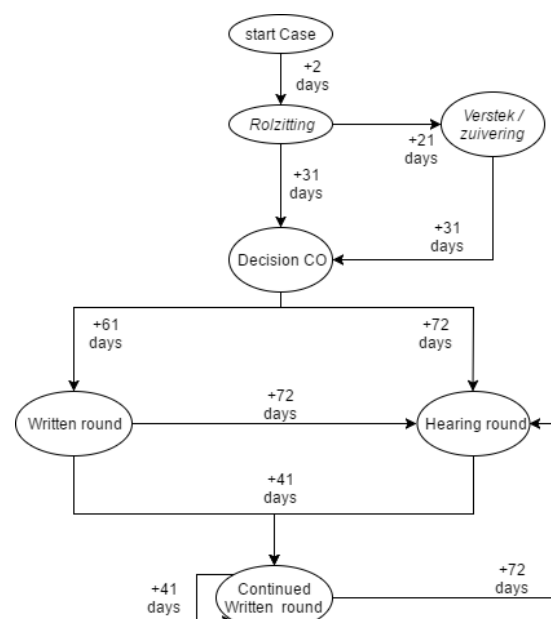 start Case
+2
days
Rolzitting
Verstek /
zuivering
+21
days
+31
days
+31
days
Decision CO
+61
days
+72
days
Written round
+72
days
Hearing round
+41
days
+41
days
Continued
Written round
+72
days